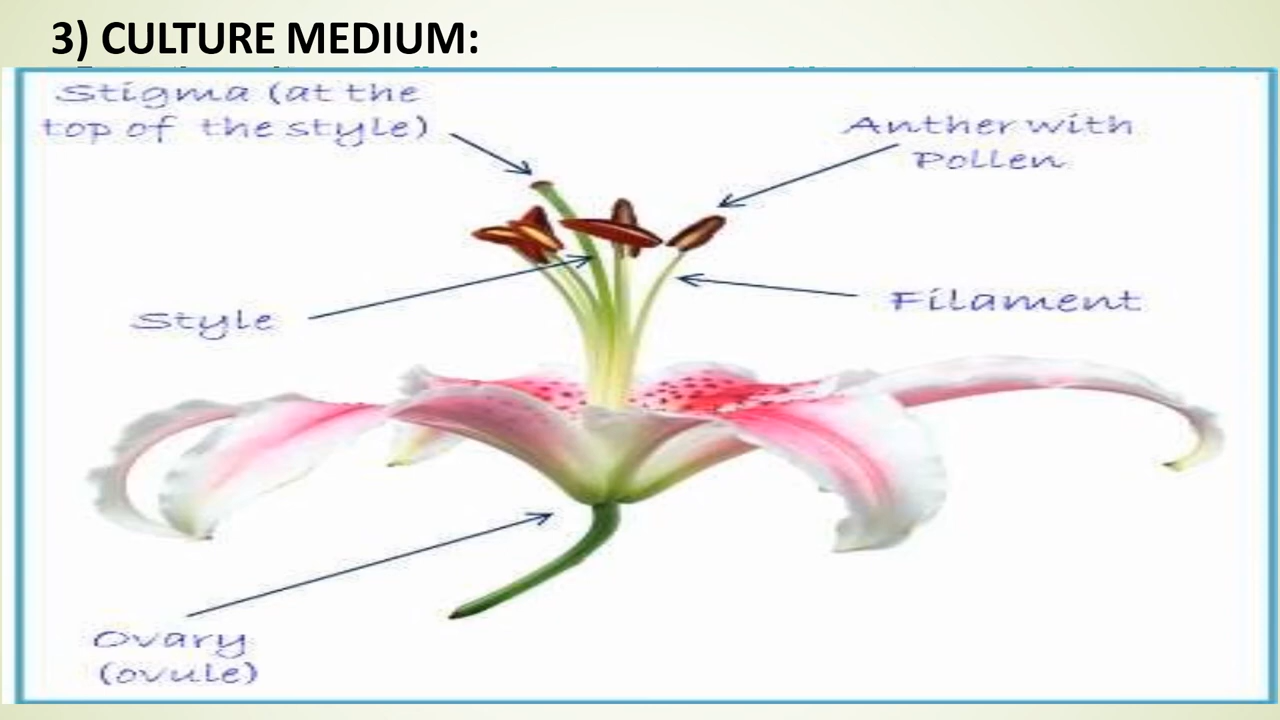 3) CULTURE MEDIUM:
Stigma (at the
top of the style)
Anther with
Pollen
Style
Filament
Ovary
(ovule)